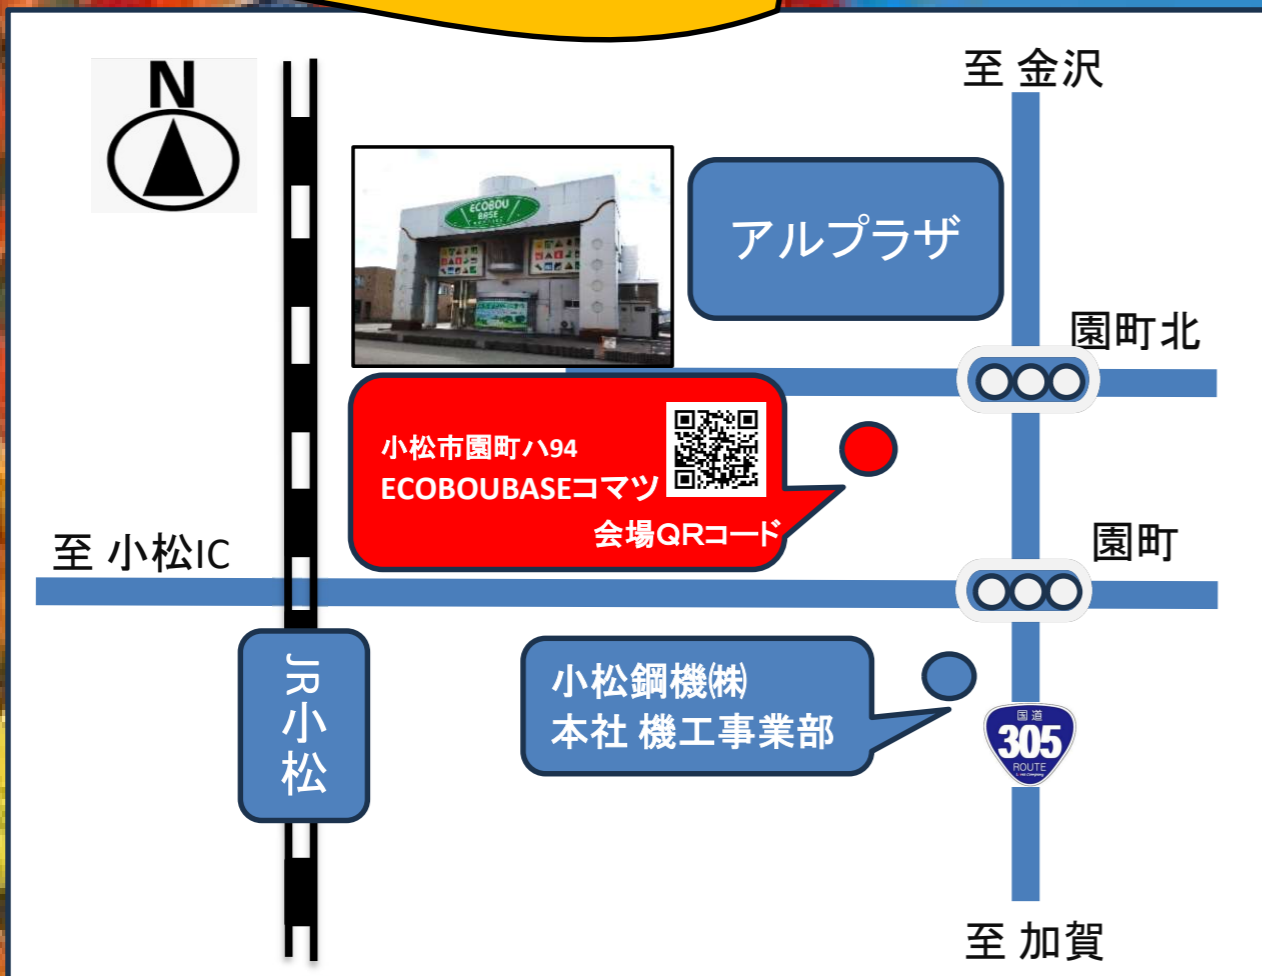 N
至 金沢
ECOBOU
BASE
アルプラザ
園町北
小松市園町ハ94
ECOBOUBASEコマツ
会場QRコード
至 小松IC
園町
JR小松
小松鋼機㈱
本社 機工事業部
国道
305
ROUTE
至 加賀